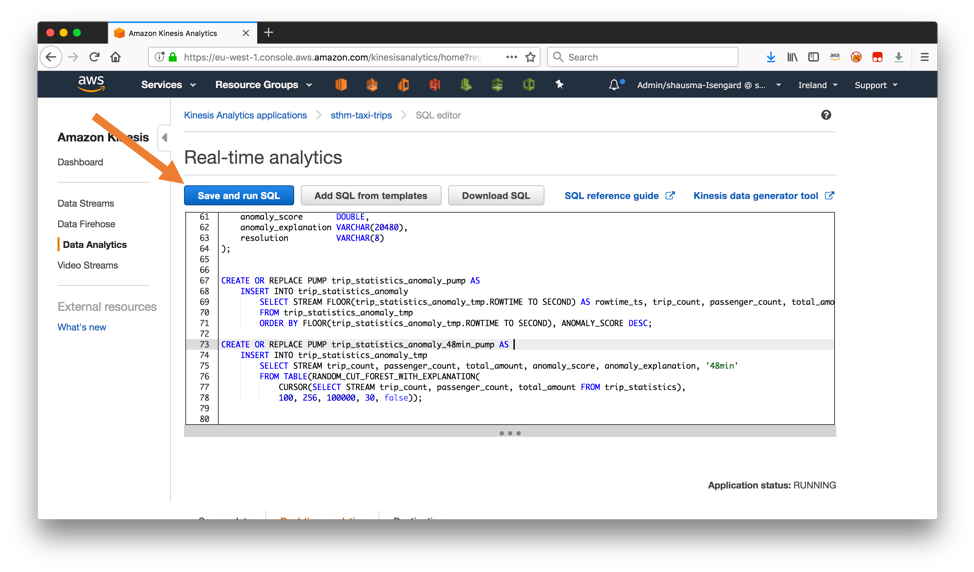 Amazon Kinesis Analytics
https://eu-west-1.console.aws.amazon.com/kinesisanalytics/home?reg
Search
aws
Services
Resource Groups
Admin/shausma-Isengard @ s...
Ireland
Support
Kinesis Analytics applications
sthm-taxi-trips
SQL editor
Amazon Kinesis
Dashboard
Data Streams
Data Firehose
Data Analytics
Video Streams
External resources
What's new
Real-time analytics
Save and run SQL
Add SQL from templates
Download SQL
SQL reference guide
Kinesis data generator tool
61 anomaly_score DOUBLE,
62 anomaly_explanation VARCHAR(20480),
63 resolution VARCHAR(8)
64 );
65
66
67 CREATE OR REPLACE PUMP trip_statistics_anomaly_pump AS
68 INSERT INTO trip_statistics_anomaly
69 SELECT STREAM FLOOR(trip_statistics_anomaly_tmp.ROWTIME TO SECOND) AS rowtime_ts, trip_count, passenger_count, total_amo
70 FROM trip_statistics_anomaly_tmp
71 ORDER BY FLOOR(trip_statistics_anomaly_tmp.ROWTIME TO SECOND), ANOMALY_SCORE DESC;
72
73 CREATE OR REPLACE PUMP trip_statistics_anomaly_48min_pump AS
74 INSERT INTO trip_statistics_anomaly_tmp
75 SELECT STREAM trip_count, passenger_count, total_amount, anomaly_score, anomaly_explanation, '48min'
76 FROM TABLE(RANDOM_CUT_FOREST_WITH_EXPLANATION(
77 CURSOR(SELECT STREAM trip_count, passenger_count, total_amount FROM trip_statistics),
78 100, 256, 100000, 30, false));
79
80
Application status: RUNNING